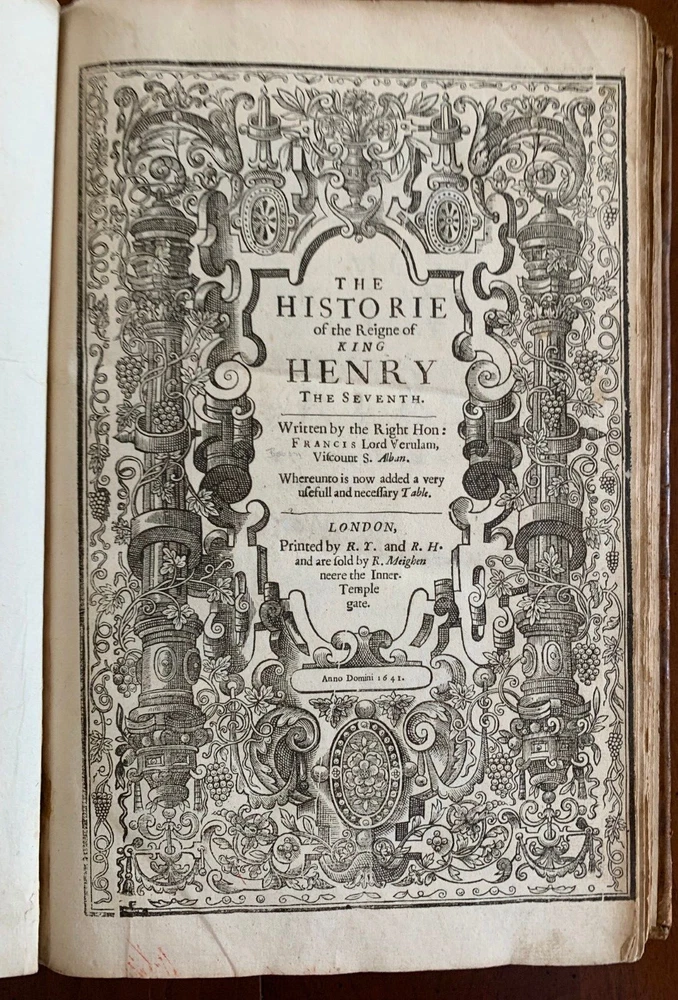 THE
HISTORIE
of the Reigne of
KING
HENRY
THE SEVENTH.
Written by the Right Hon:
FRANCIS Lord Verulam,
Viſcount S. Alban.
Whereunto is now added a very
uſefull and neceſſary Table.
LONDON,
Printed by R. Y. and R. H.
and are ſold by R. Meighen
neere the Inner-
Temple
gate.
Anno Domini 1641.